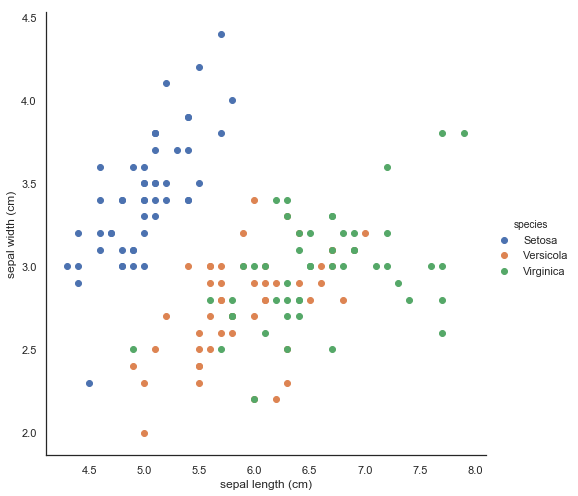 4.5
4.0
3.5
3.0
2.5
2.0
sepal width (cm)
4.5 5.0 5.5 6.0 6.5 7.0 7.5 8.0
sepal length (cm)
species
Setosa
Versicola
Virginica